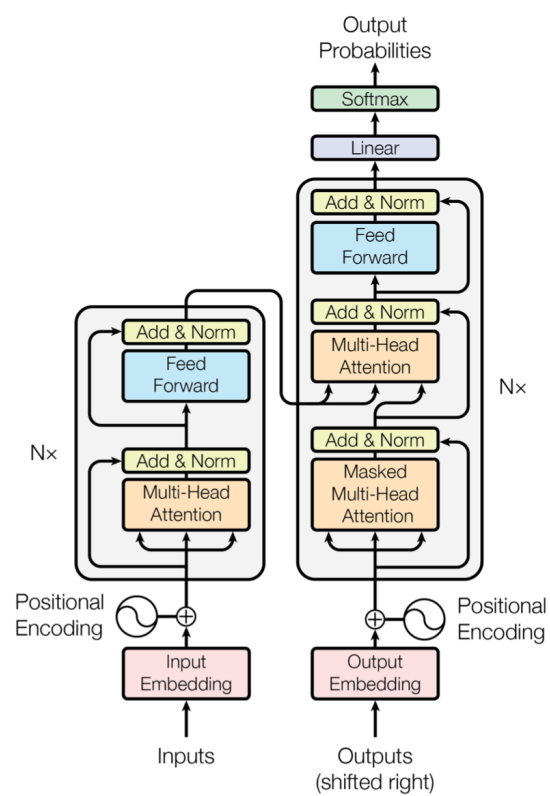 Output
Probabilities
Softmax
Linear
Add & Norm
Feed
Forward
Add & Norm
Multi-Head
Attention
Add & Norm
Masked
Multi-Head
Attention
N×
Add & Norm
Feed
Forward
Add & Norm
Multi-Head
Attention
N×
Positional
Encoding
Input
Embedding
Inputs
Positional
Encoding
Output
Embedding
Outputs
(shifted right)